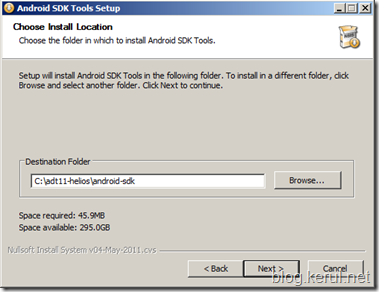 Android SDK Tools Setup
Choose Install Location
Choose the folder in which to install Android SDK Tools.
Setup will install Android SDK Tools in the following folder. To install in a different folder, click
Browse and select another folder. Click Next to continue.
Destination Folder
C:\adt11-helios\android-sdk
Browse...
Space required: 45.9MB
Space available: 295.0GB
Nullsoft Install System v04-May-2011.cvs
< Back
Next >
Cancel
blog.kerul.net